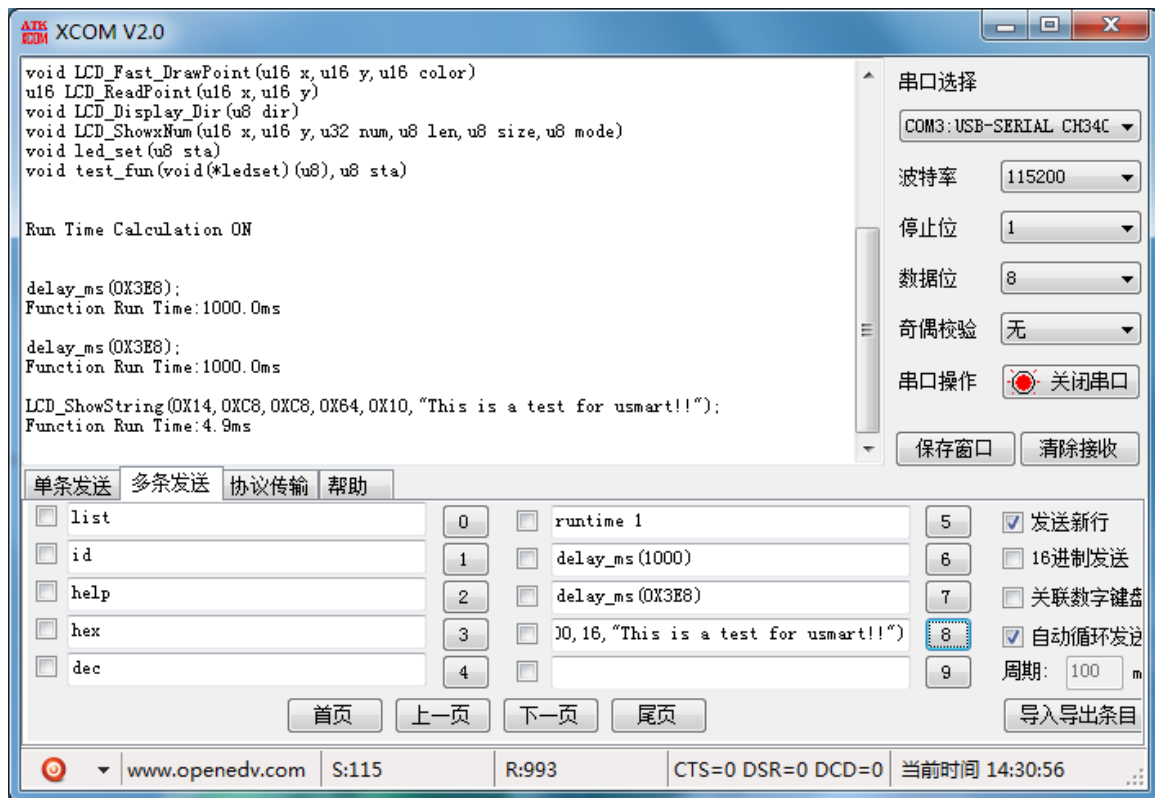 ATK XCOM XCOM V2.0
void LCD_Fast_DrawPoint(u16 x,u16 y,u16 color)
u16 LCD_ReadPoint(u16 x,u16 y)
void LCD_Display_Dir(u8 dir)
void LCD_ShowxNum(u16 x,u16 y,u32 num,u8 len,u8 size,u8 mode)
void led_set(u8 sta)
void test_fun(void(*ledset)(u8),u8 sta)
Run Time Calculation ON
delay_ms(0X3E8);
Function Run Time:1000.0ms
delay_ms(0X3E8);
Function Run Time:1000.0ms
LCD_ShowString(0X14,0XC8,0XC8,0X64,0X10,"This is a test for usmart!!");
Function Run Time:4.9ms
串口选择
COM3:USB-SERIAL CH34
波特率 115200
停止位 1
数据位 8
奇偶校验 无
串口操作 关闭串口
保存窗口 清除接收
单条发送 多条发送 协议传输 帮助
list 0 runtime 1 5 发送新行
id 1 delay_ms(1000) 6 16进制发送
help 2 delay_ms(0X3E8) 7 关联数字键盘
hex 3 00,16,"This is a test for usmart!!") 8 自动循环发送
dec 4 9 周期: 100 m
首页 上一页 下一页 尾页 导入导出条目
www.openedv.com S:115 R:993 CTS=0 DSR=0 DCD=0 当前时间 14:30:56